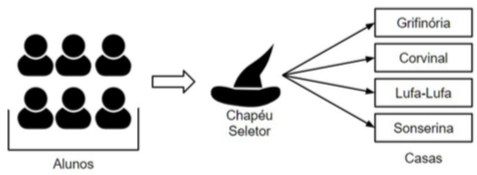 Grifinória
Corvinal
Lufa-Lufa
Sonserina
Chapéu
Seletor
Alunos
Casas